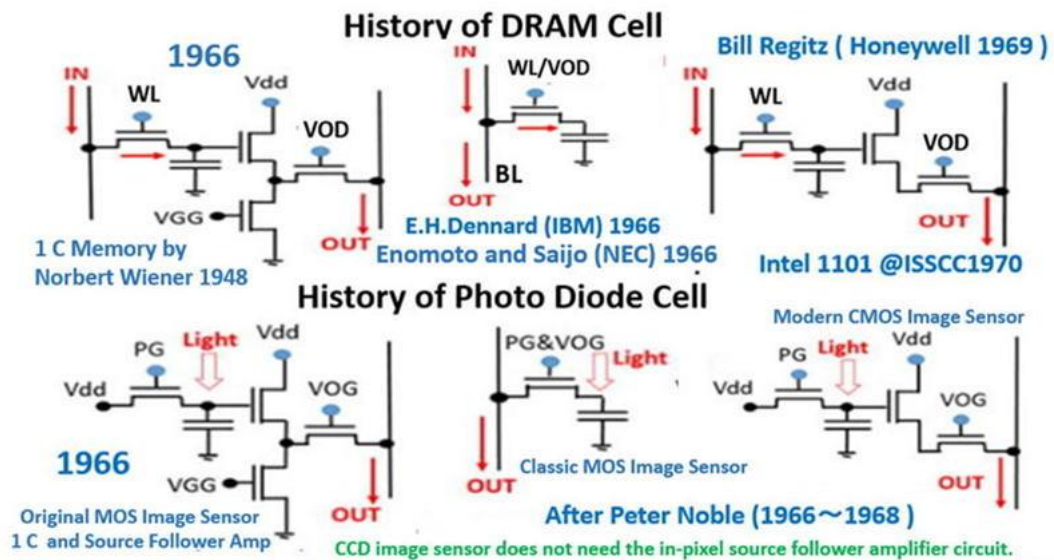 History of DRAM Cell
1966
IN
WL
Vdd
VOD
VGG
OUT
1 C Memory by
Norbert Wiener 1948
IN
WL/VOD
BL
OUT
E.H.Dennard (IBM) 1966
Enomoto and Saijo (NEC) 1966
Bill Regitz ( Honeywell 1969 )
IN
WL
Vdd
VOD
OUT
Intel 1101 @ISSCC1970
History of Photo Diode Cell
PG
Light
Vdd
Vdd
VOG
1966
VGG
OUT
Original MOS Image Sensor
1 C and Source Follower Amp
PG&VOG
Light
Classic MOS Image Sensor
OUT
Modern CMOS Image Sensor
PG
Light
Vdd
Vdd
VOG
OUT
After Peter Noble (1966～1968 )
CCD image sensor does not need the in-pixel source follower amplifier circuit.